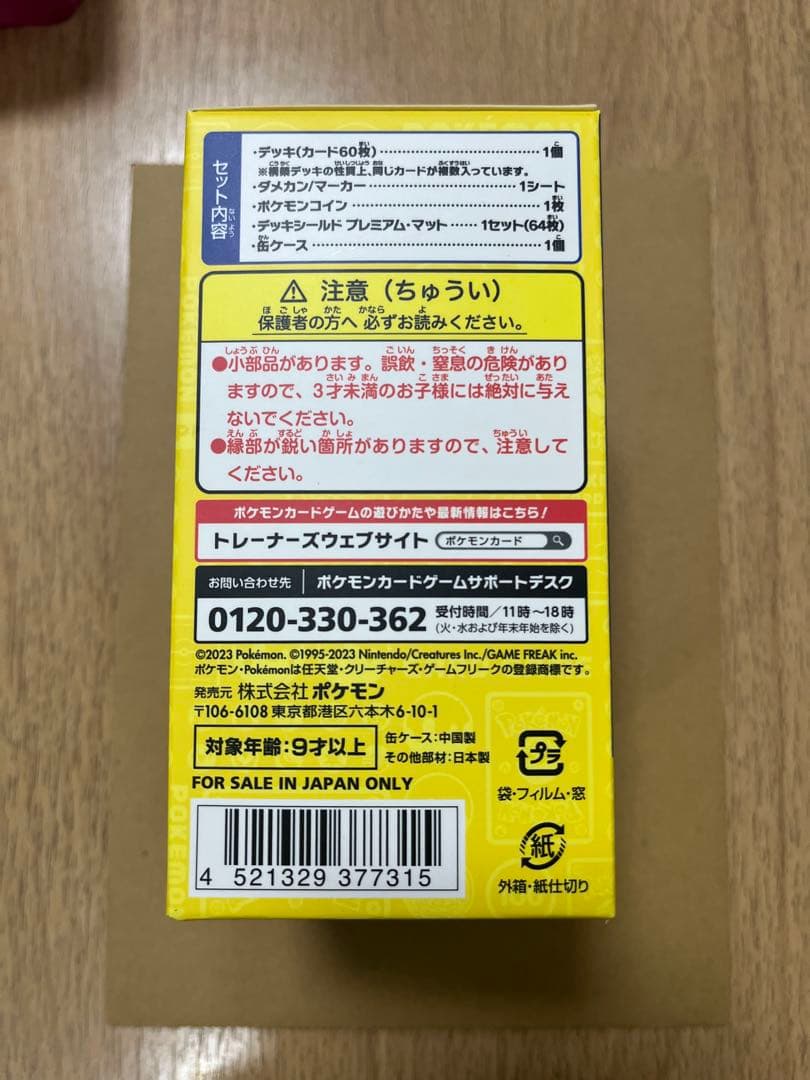 セット内容
・デッキ(カード60枚)……………………………1個
※構築デッキの性質上、同じカードが複数入っています。
・ダメカン/マーカー……………………………1シート
・ポケモンコイン……………………………1枚
・デッキシールド プレミアム・マット……1セット(64枚)
・缶ケース……………………………1個
⚠ 注意(ちゅうい)
保護者の方へ 必ずお読みください。
●小部品があります。誤飲・窒息の危険があり
ますので、3才未満のお子様には絶対に与え
ないでください。
●縁部が鋭い箇所がありますので、注意して
ください。
ポケモンカードゲームの遊びかたや最新情報はこちら!
トレーナーズウェブサイト ポケモンカード
お問い合わせ先 ポケモンカードゲームサポートデスク
0120-330-362 受付時間/11時~18時
(火・水および年末年始を除く)
©2023 Pokémon. ©1995-2023 Nintendo/Creatures Inc./GAME FREAK inc.
ポケモン・Pokémonは任天堂・クリーチャーズ・ゲームフリークの登録商標です。
発売元 株式会社ポケモン
〒106-6108 東京都港区六本木6-10-1
対象年齢:9才以上
缶ケース:中国製
その他部材:日本製
FOR SALE IN JAPAN ONLY
プラ
袋・フィルム・窓
紙
外箱・紙仕切り
4 521329 377315
POKÉMON